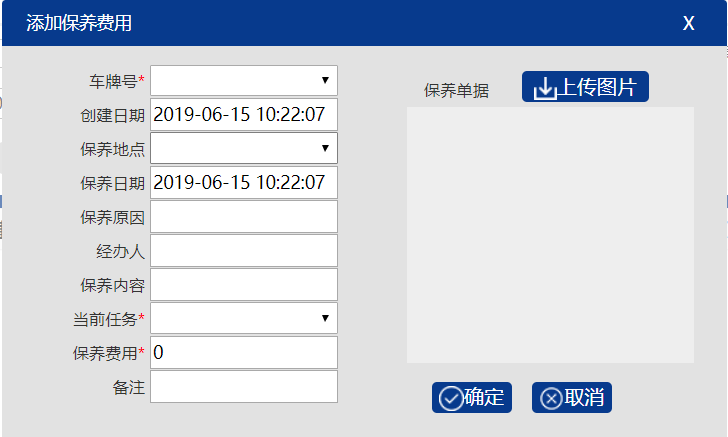 添加保养费用 X
车牌号*
创建日期 2019-06-15 10:22:07
保养地点
保养日期 2019-06-15 10:22:07
保养原因
经办人
保养内容
当前任务*
保养费用* 0
备注
保养单据 上传图片
确定 取消